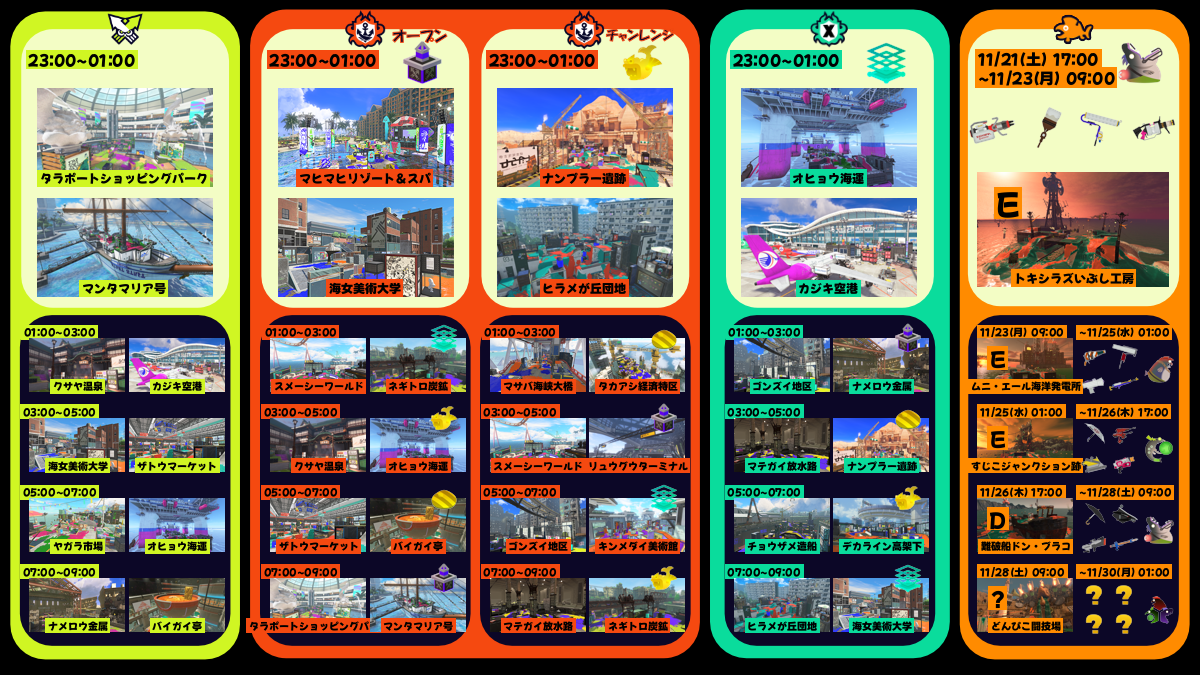 23:00~01:00
タラポートショッピングパーク
マンタマリア号
01:00~03:00
クサヤ温泉
カジキ空港
03:00~05:00
海女美術大学
ザトウマーケット
05:00~07:00
ヤガラ市場
オヒョウ海運
07:00~09:00
ナメロウ金属
バイガイ亭
オープン
23:00~01:00
マヒマヒリゾート&スパ
海女美術大学
01:00~03:00
スメーシーワールド
ネギトロ炭鉱
03:00~05:00
クサヤ温泉
オヒョウ海運
05:00~07:00
ザトウマーケット
バイガイ亭
07:00~09:00
タラポートショッピングパ
マンタマリア号
チャンレンジ
23:00~01:00
ナンプラー遺跡
ヒラメが丘団地
01:00~03:00
マサバ海峡大橋
タカアシ経済特区
03:00~05:00
スメーシーワールド
リュウグウターミナル
05:00~07:00
ゴンズイ地区
キンメダイ美術館
07:00~09:00
マテガイ放水路
ネギトロ炭鉱
X
23:00~01:00
オヒョウ海運
カジキ空港
01:00~03:00
ゴンズイ地区
ナメロウ金属
03:00~05:00
マテガイ放水路
ナンプラー遺跡
05:00~07:00
チョウザメ造船
デカライン高架下
07:00~09:00
ヒラメが丘団地
海女美術大学
11/21(土) 17:00
~11/23(月) 09:00
E
トキシラズいぶし工房
11/23(月) 09:00
~11/25(水) 01:00
E
ムニ・エール海洋発電所
11/25(水) 01:00
~11/26(木) 17:00
E
すじこジャンクション跡
11/26(木) 17:00
~11/28(土) 09:00
D
難破船ドン・ブラコ
11/28(土) 09:00
~11/30(月) 01:00
?
? ?
? ?
どんぴこ闘技場